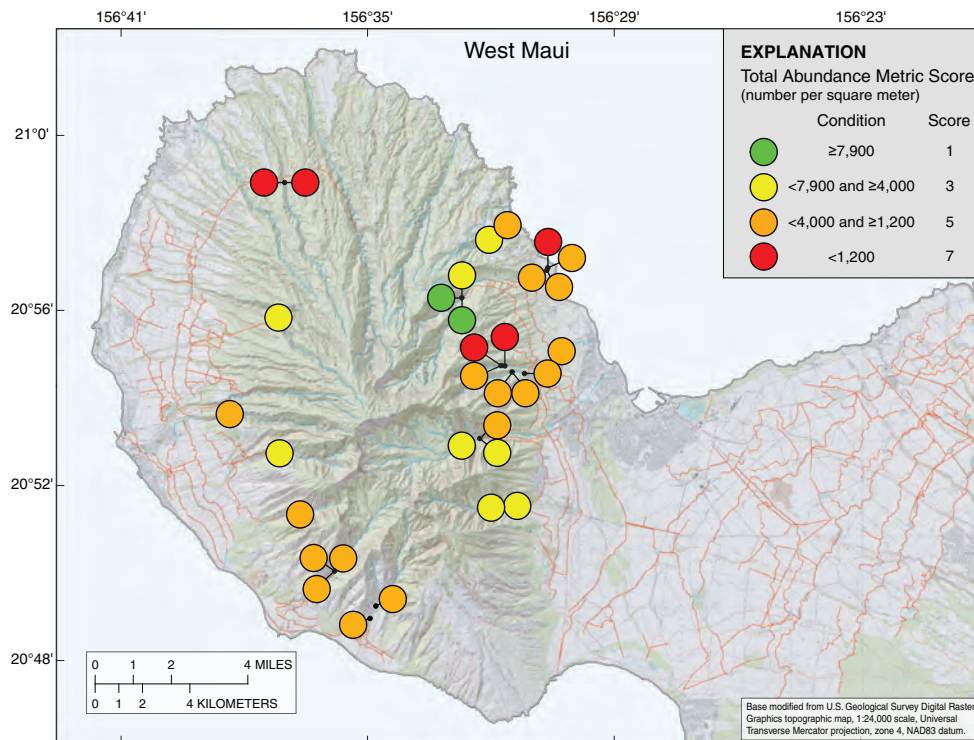 156°41'
156°35'
156°29'
156°23'
West Maui
21°0'
20°56'
20°52'
20°48'
EXPLANATION
Total Abundance Metric Score
(number per square meter)
Condition Score
≥7,900 1
<7,900 and ≥4,000 3
<4,000 and ≥1,200 5
<1,200 7
0 1 2 4 MILES
0 1 2 4 KILOMETERS
Base modified from U.S. Geological Survey Digital Raster
Graphics topographic map, 1:24,000 scale, Universal
Transverse Mercator projection, zone 4, NAD83 datum.